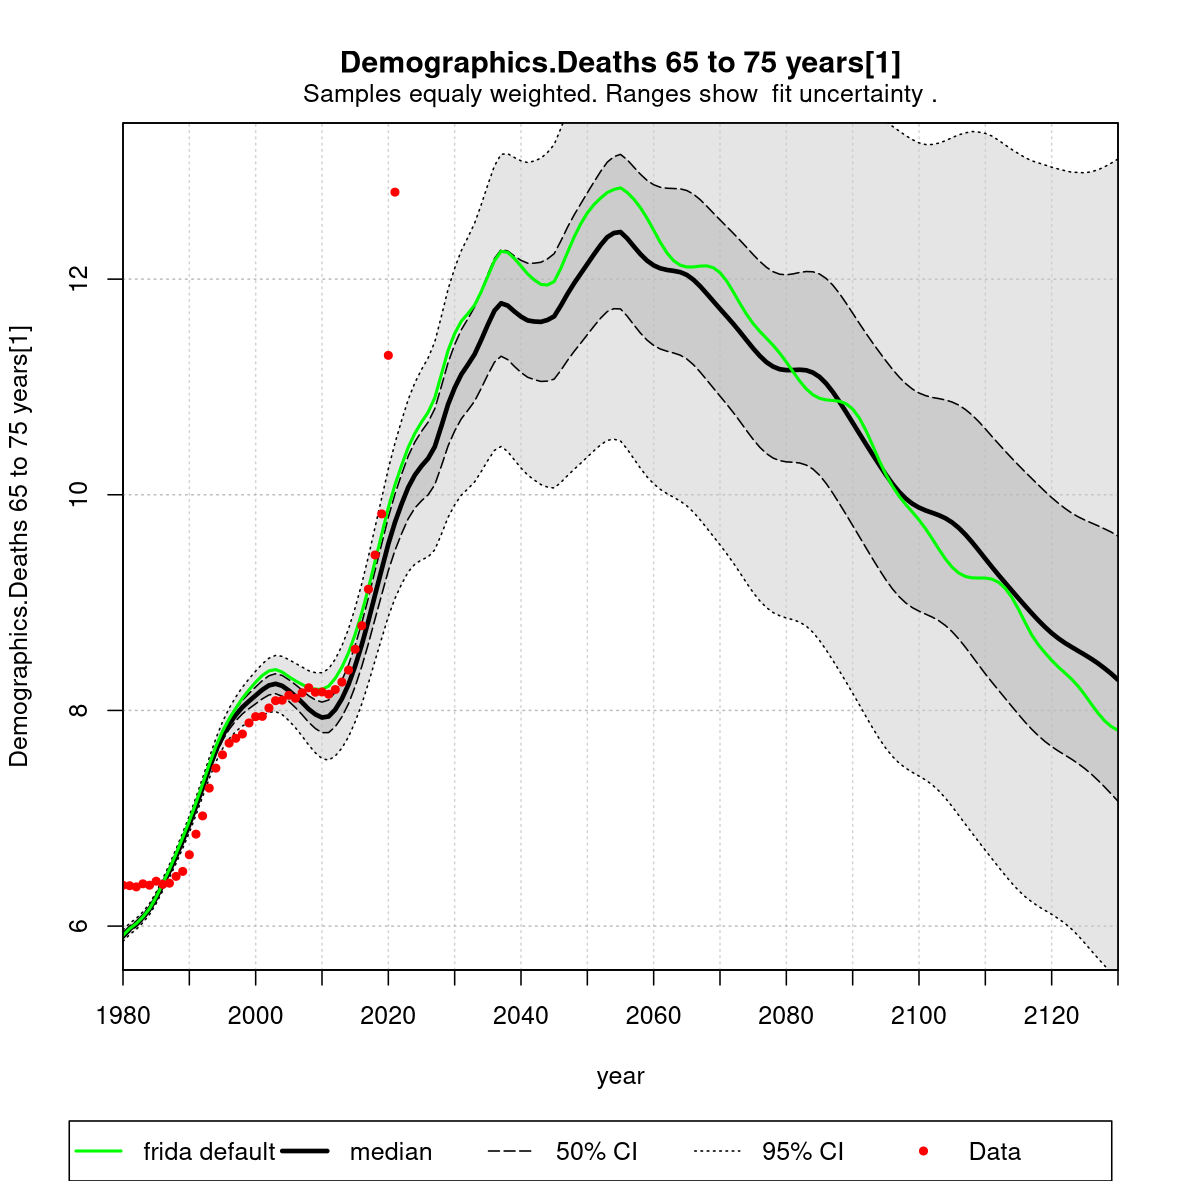 Demographics.Deaths 65 to 75 years[1]
Samples equaly weighted. Ranges show  fit uncertainty .
Demographics.Deaths 65 to 75 years[1]
12
10
8
6
1980 2000 2020 2040 2060 2080 2100 2120
year
frida default median 50% CI 95% CI Data